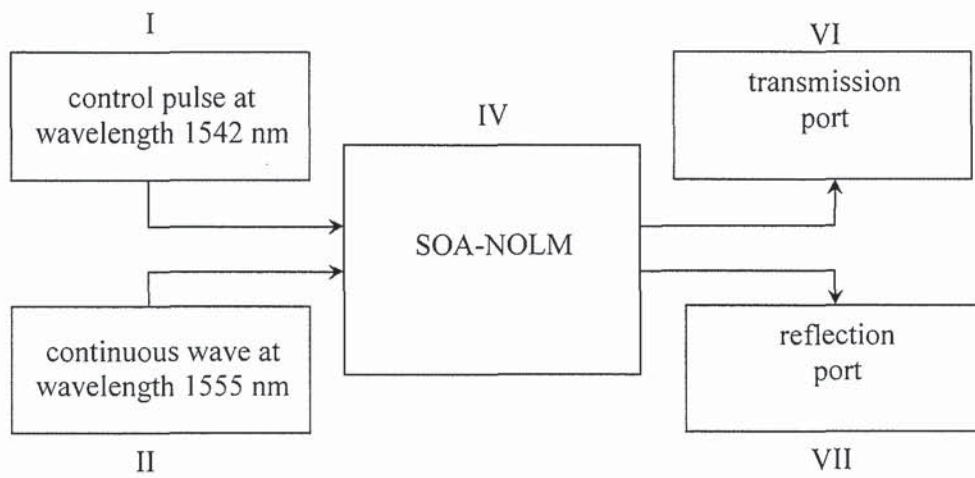 I
control pulse at
wavelength 1542 nm
II
continuous wave at
wavelength 1555 nm
IV
SOA-NOLM
VI
transmission
port
VII
reflection
port